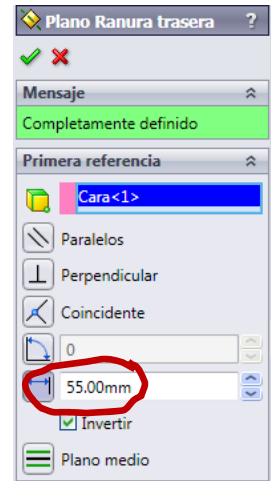 Plano Ranura trasera ?
Mensaje
Completamente definido
Primera referencia
Cara<1>
Paralelos
Perpendicular
Coincidente
0
55.00mm
Invertir
Plano medio